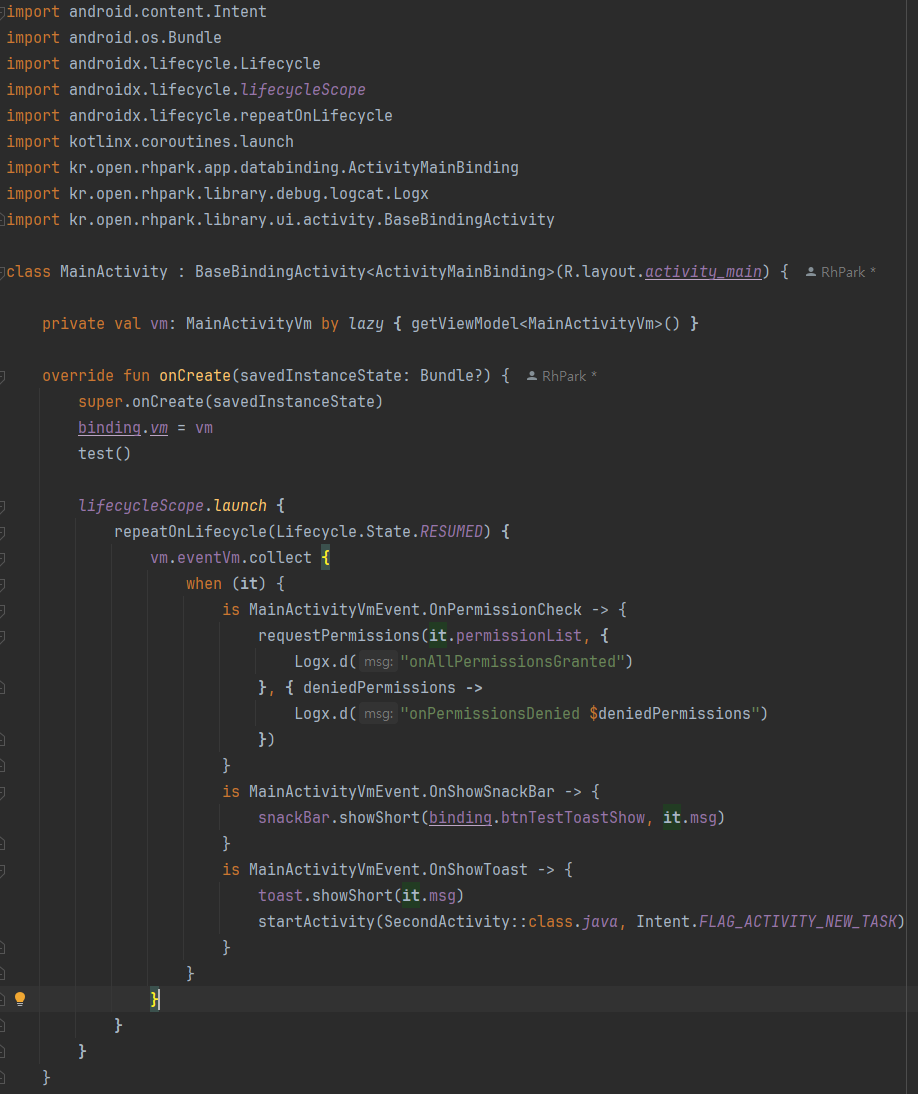 import android.content.Intent
import android.os.Bundle
import androidx.lifecycle.Lifecycle
import androidx.lifecycle.lifecycleScope
import androidx.lifecycle.repeatOnLifecycle
import kotlinx.coroutines.launch
import kr.open.rhpark.app.databinding.ActivityMainBinding
import kr.open.rhpark.library.debug.logcat.Logx
import kr.open.rhpark.library.ui.activity.BaseBindingActivity
class MainActivity : BaseBindingActivity<ActivityMainBinding>(R.layout.activity_main) { RhPark *
private val vm: MainActivityVm by lazy { getViewModel<MainActivityVm>() }
override fun onCreate(savedInstanceState: Bundle?) { RhPark *
super.onCreate(savedInstanceState)
binding.vm = vm
test()
lifecycleScope.launch {
repeatOnLifecycle(Lifecycle.State.RESUMED) {
vm.eventVm.collect {
when (it) {
is MainActivityVmEvent.OnPermissionCheck -> {
requestPermissions(it.permissionList, {
Logx.d( msg: "onAllPermissionsGranted")
}, { deniedPermissions ->
Logx.d( msg: "onPermissionsDenied $deniedPermissions")
})
}
is MainActivityVmEvent.OnShowSnackBar -> {
snackBar.showShort(binding.btnTestToastShow, it.msg)
}
is MainActivityVmEvent.OnShowToast -> {
toast.showShort(it.msg)
startActivity(SecondActivity::class.java, Intent.FLAG_ACTIVITY_NEW_TASK)
}
}
}
}
}
}